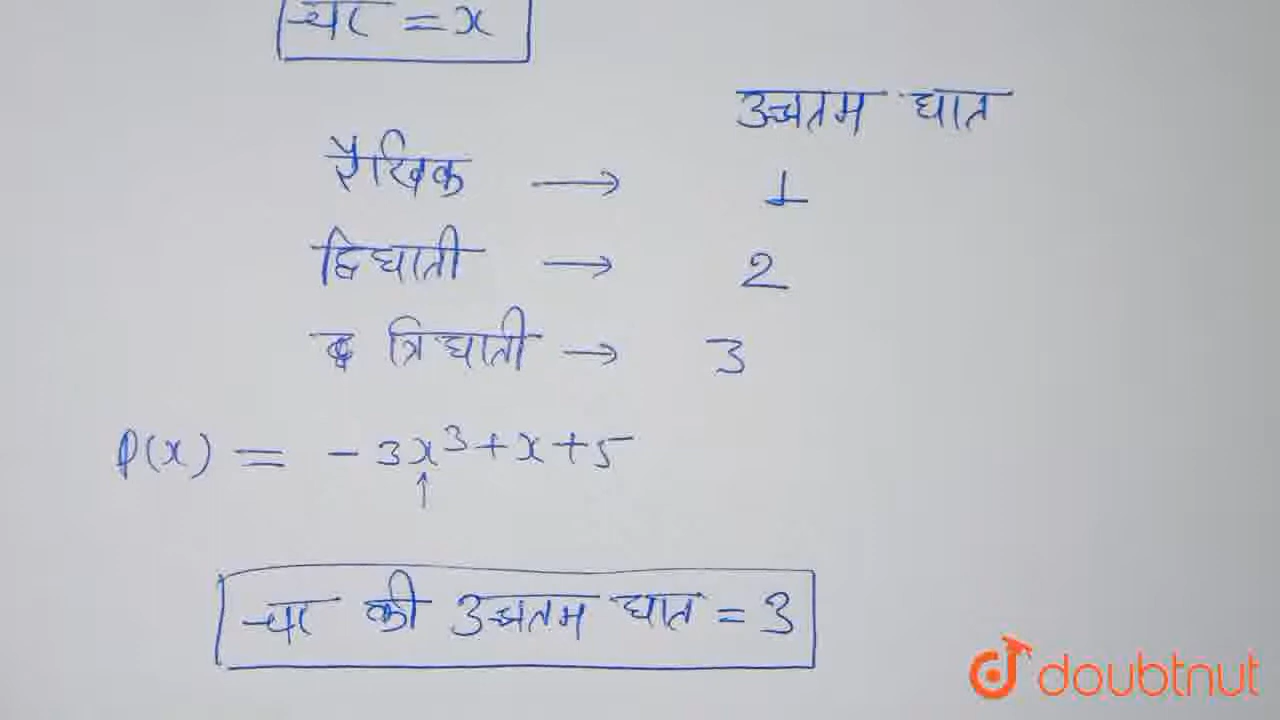 चर = x
उच्चतम घात
रैखिक → 1
द्विघाती → 2
त्रिघाती → 3
P(x) = -3x³+x+5
↑
चर की उच्चतम घात = 3
doubtnut